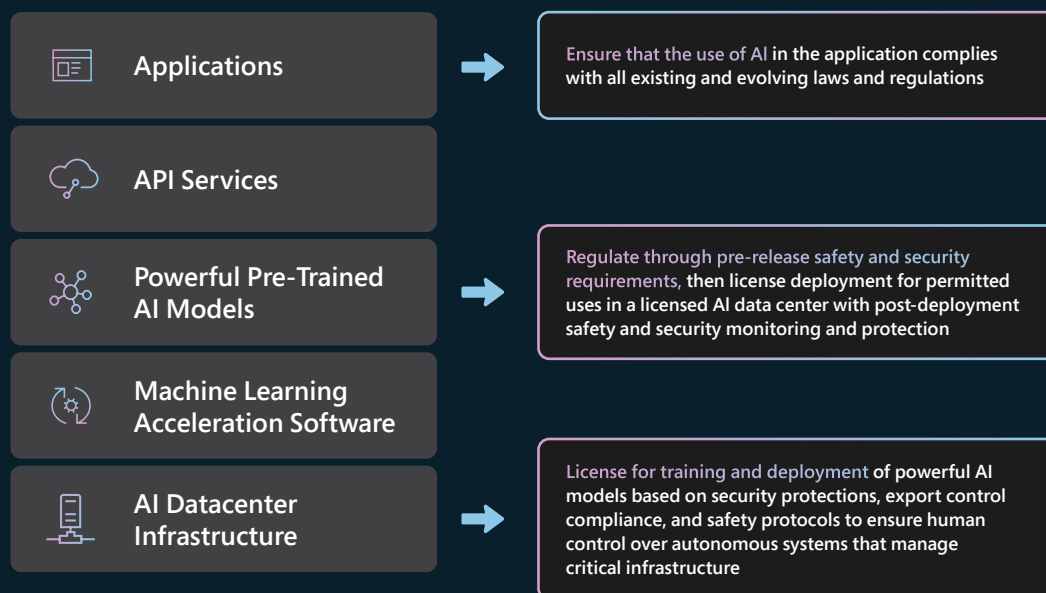 Applications
Ensure that the use of AI in the application complies
with all existing and evolving laws and regulations
API Services
Powerful Pre-Trained
AI Models
Regulate through pre-release safety and security
requirements, then license deployment for permitted
uses in a licensed AI data center with post-deployment
safety and security monitoring and protection
Machine Learning
Acceleration Software
AI Datacenter
Infrastructure
License for training and deployment of powerful AI
models based on security protections, export control
compliance, and safety protocols to ensure human
control over autonomous systems that manage
critical infrastructure